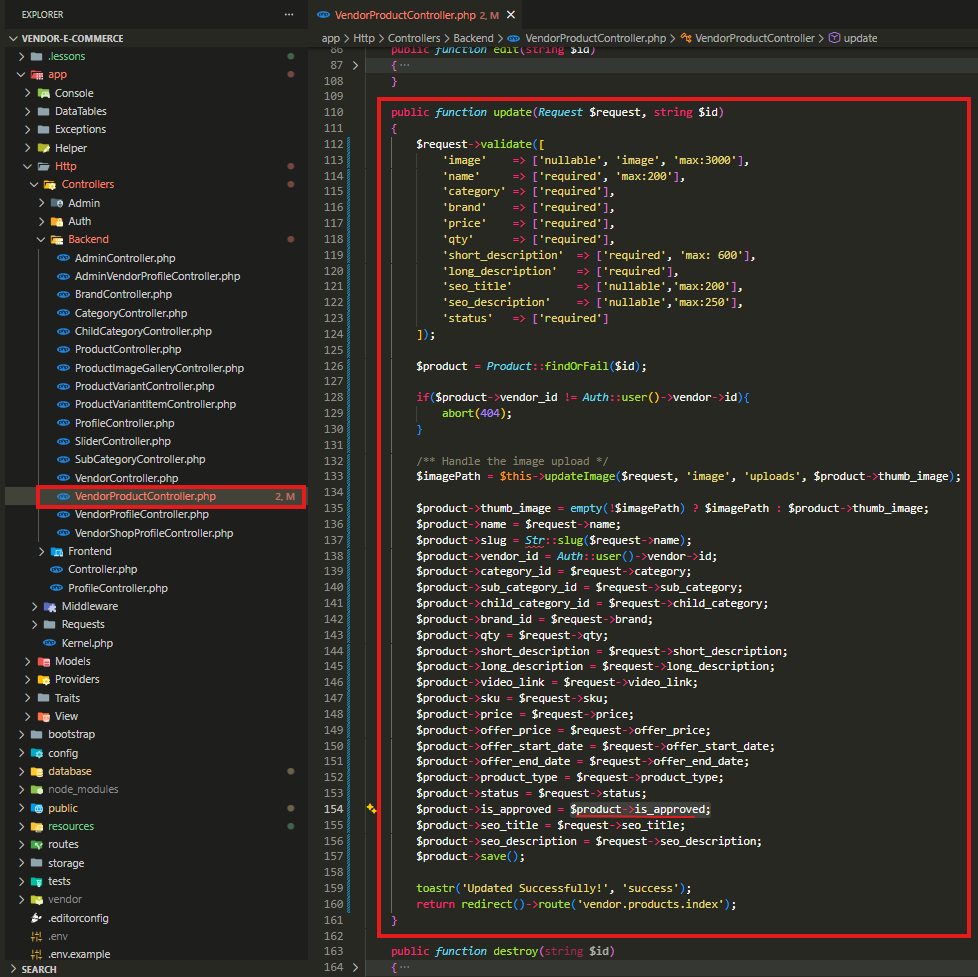 EXPLORER
VENDOR-E-COMMERCE
.lessons
app
Console
DataTables
Exceptions
Helper
Http
Controllers
Admin
Auth
Backend
AdminController.php
AdminVendorProfileController.php
BrandController.php
CategoryController.php
ChildCategoryController.php
ProductController.php
ProductImageGalleryController.php
ProductVariantController.php
ProductVariantItemController.php
ProfileController.php
SliderController.php
SubCategoryController.php
VendorController.php
VendorProductController.php 2, M
VendorProfileController.php
VendorShopProfileController.php
Frontend
Controller.php
ProfileController.php
Middleware
Requests
Kernel.php
Models
Providers
Traits
View
bootstrap
config
database
node_modules
public
resources
routes
storage
tests
vendor
.editorconfig
.env
.env.example
SEARCH
VendorProductController.php 2, M
app > Http > Controllers > Backend > VendorProductController.php > VendorProductController > update
86 public function edit(string $id)
87 {
108 }
109
110 public function update(Request $request, string $id)
111 {
112 $request->validate([
113 'image' => ['nullable', 'image', 'max:3000'],
114 'name' => ['required', 'max:200'],
115 'category' => ['required'],
116 'brand' => ['required'],
117 'price' => ['required'],
118 'qty' => ['required'],
119 'short_description' => ['required', 'max: 600'],
120 'long_description' => ['required'],
121 'seo_title' => ['nullable','max:200'],
122 'seo_description' => ['nullable','max:250'],
123 'status' => ['required']
124 ]);
125
126 $product = Product::findOrFail($id);
127
128 if($product->vendor_id != Auth::user()->vendor->id){
129 abort(404);
130 }
131
132 /** Handle the image upload */
133 $imagePath = $this->updateImage($request, 'image', 'uploads', $product->thumb_image);
134
135 $product->thumb_image = empty(!$imagePath) ? $imagePath : $product->thumb_image;
136 $product->name = $request->name;
137 $product->slug = Str::slug($request->name);
138 $product->vendor_id = Auth::user()->vendor->id;
139 $product->category_id = $request->category;
140 $product->sub_category_id = $request->sub_category;
141 $product->child_category_id = $request->child_category;
142 $product->brand_id = $request->brand;
143 $product->qty = $request->qty;
144 $product->short_description = $request->short_description;
145 $product->long_description = $request->long_description;
146 $product->video_link = $request->video_link;
147 $product->sku = $request->sku;
148 $product->price = $request->price;
149 $product->offer_price = $request->offer_price;
150 $product->offer_start_date = $request->offer_start_date;
151 $product->offer_end_date = $request->offer_end_date;
152 $product->product_type = $request->product_type;
153 $product->status = $request->status;
154 $product->is_approved = $product->is_approved;
155 $product->seo_title = $request->seo_title;
156 $product->seo_description = $request->seo_description;
157 $product->save();
158
159 toastr('Updated Successfully!', 'success');
160 return redirect()->route('vendor.products.index');
161 }
162
163 public function destroy(string $id)
164 {